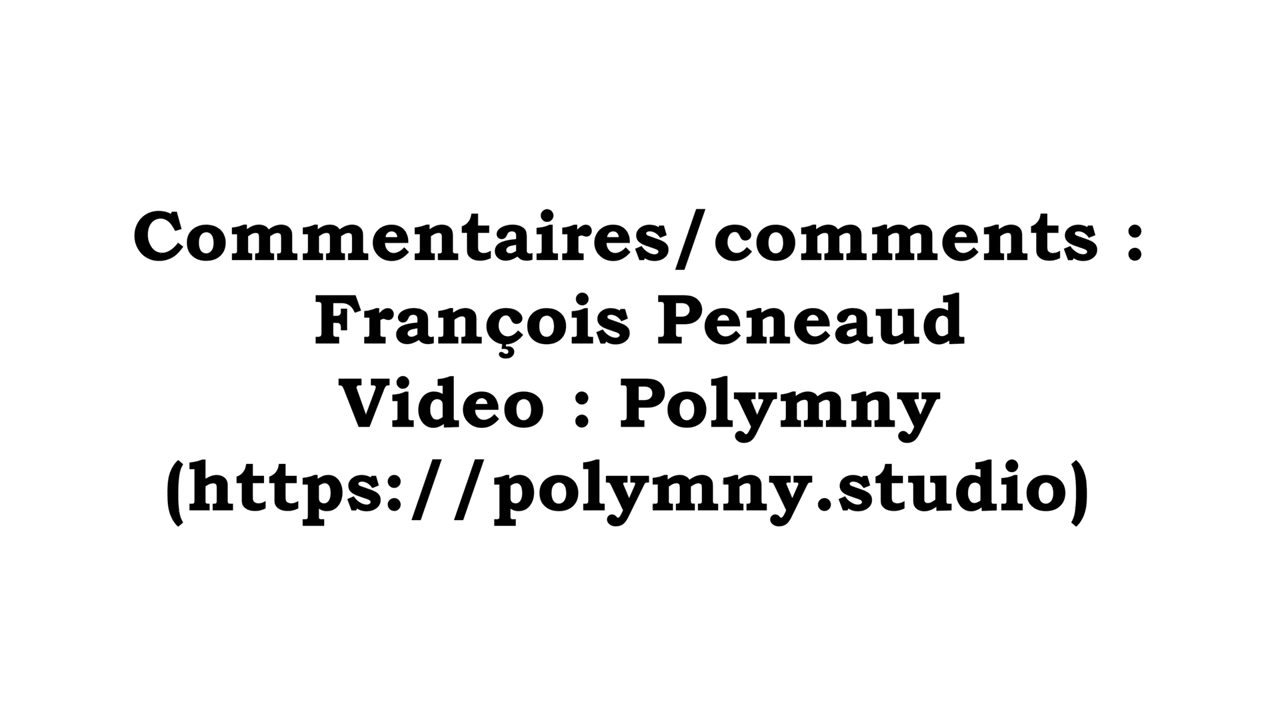 Commentaires/comments :
François Peneaud
Video : Polymny
(https://polymny.studio)